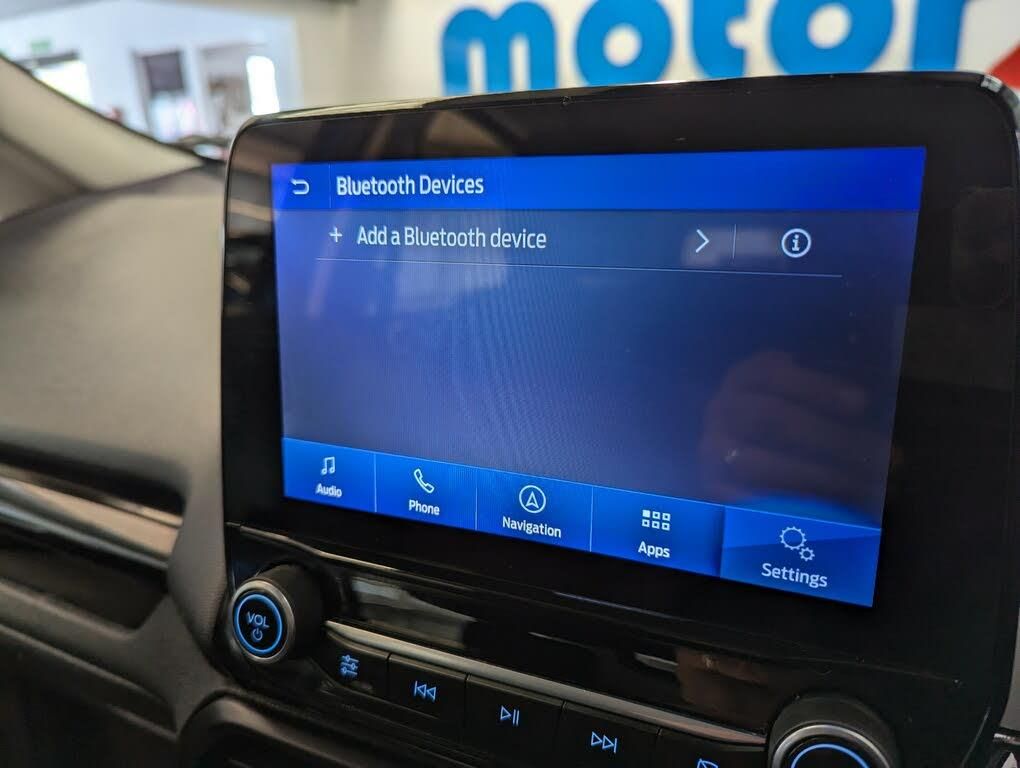 motor
Bluetooth Devices
+ Add a Bluetooth device
Audio
Phone
Navigation
Apps
Settings
VOL